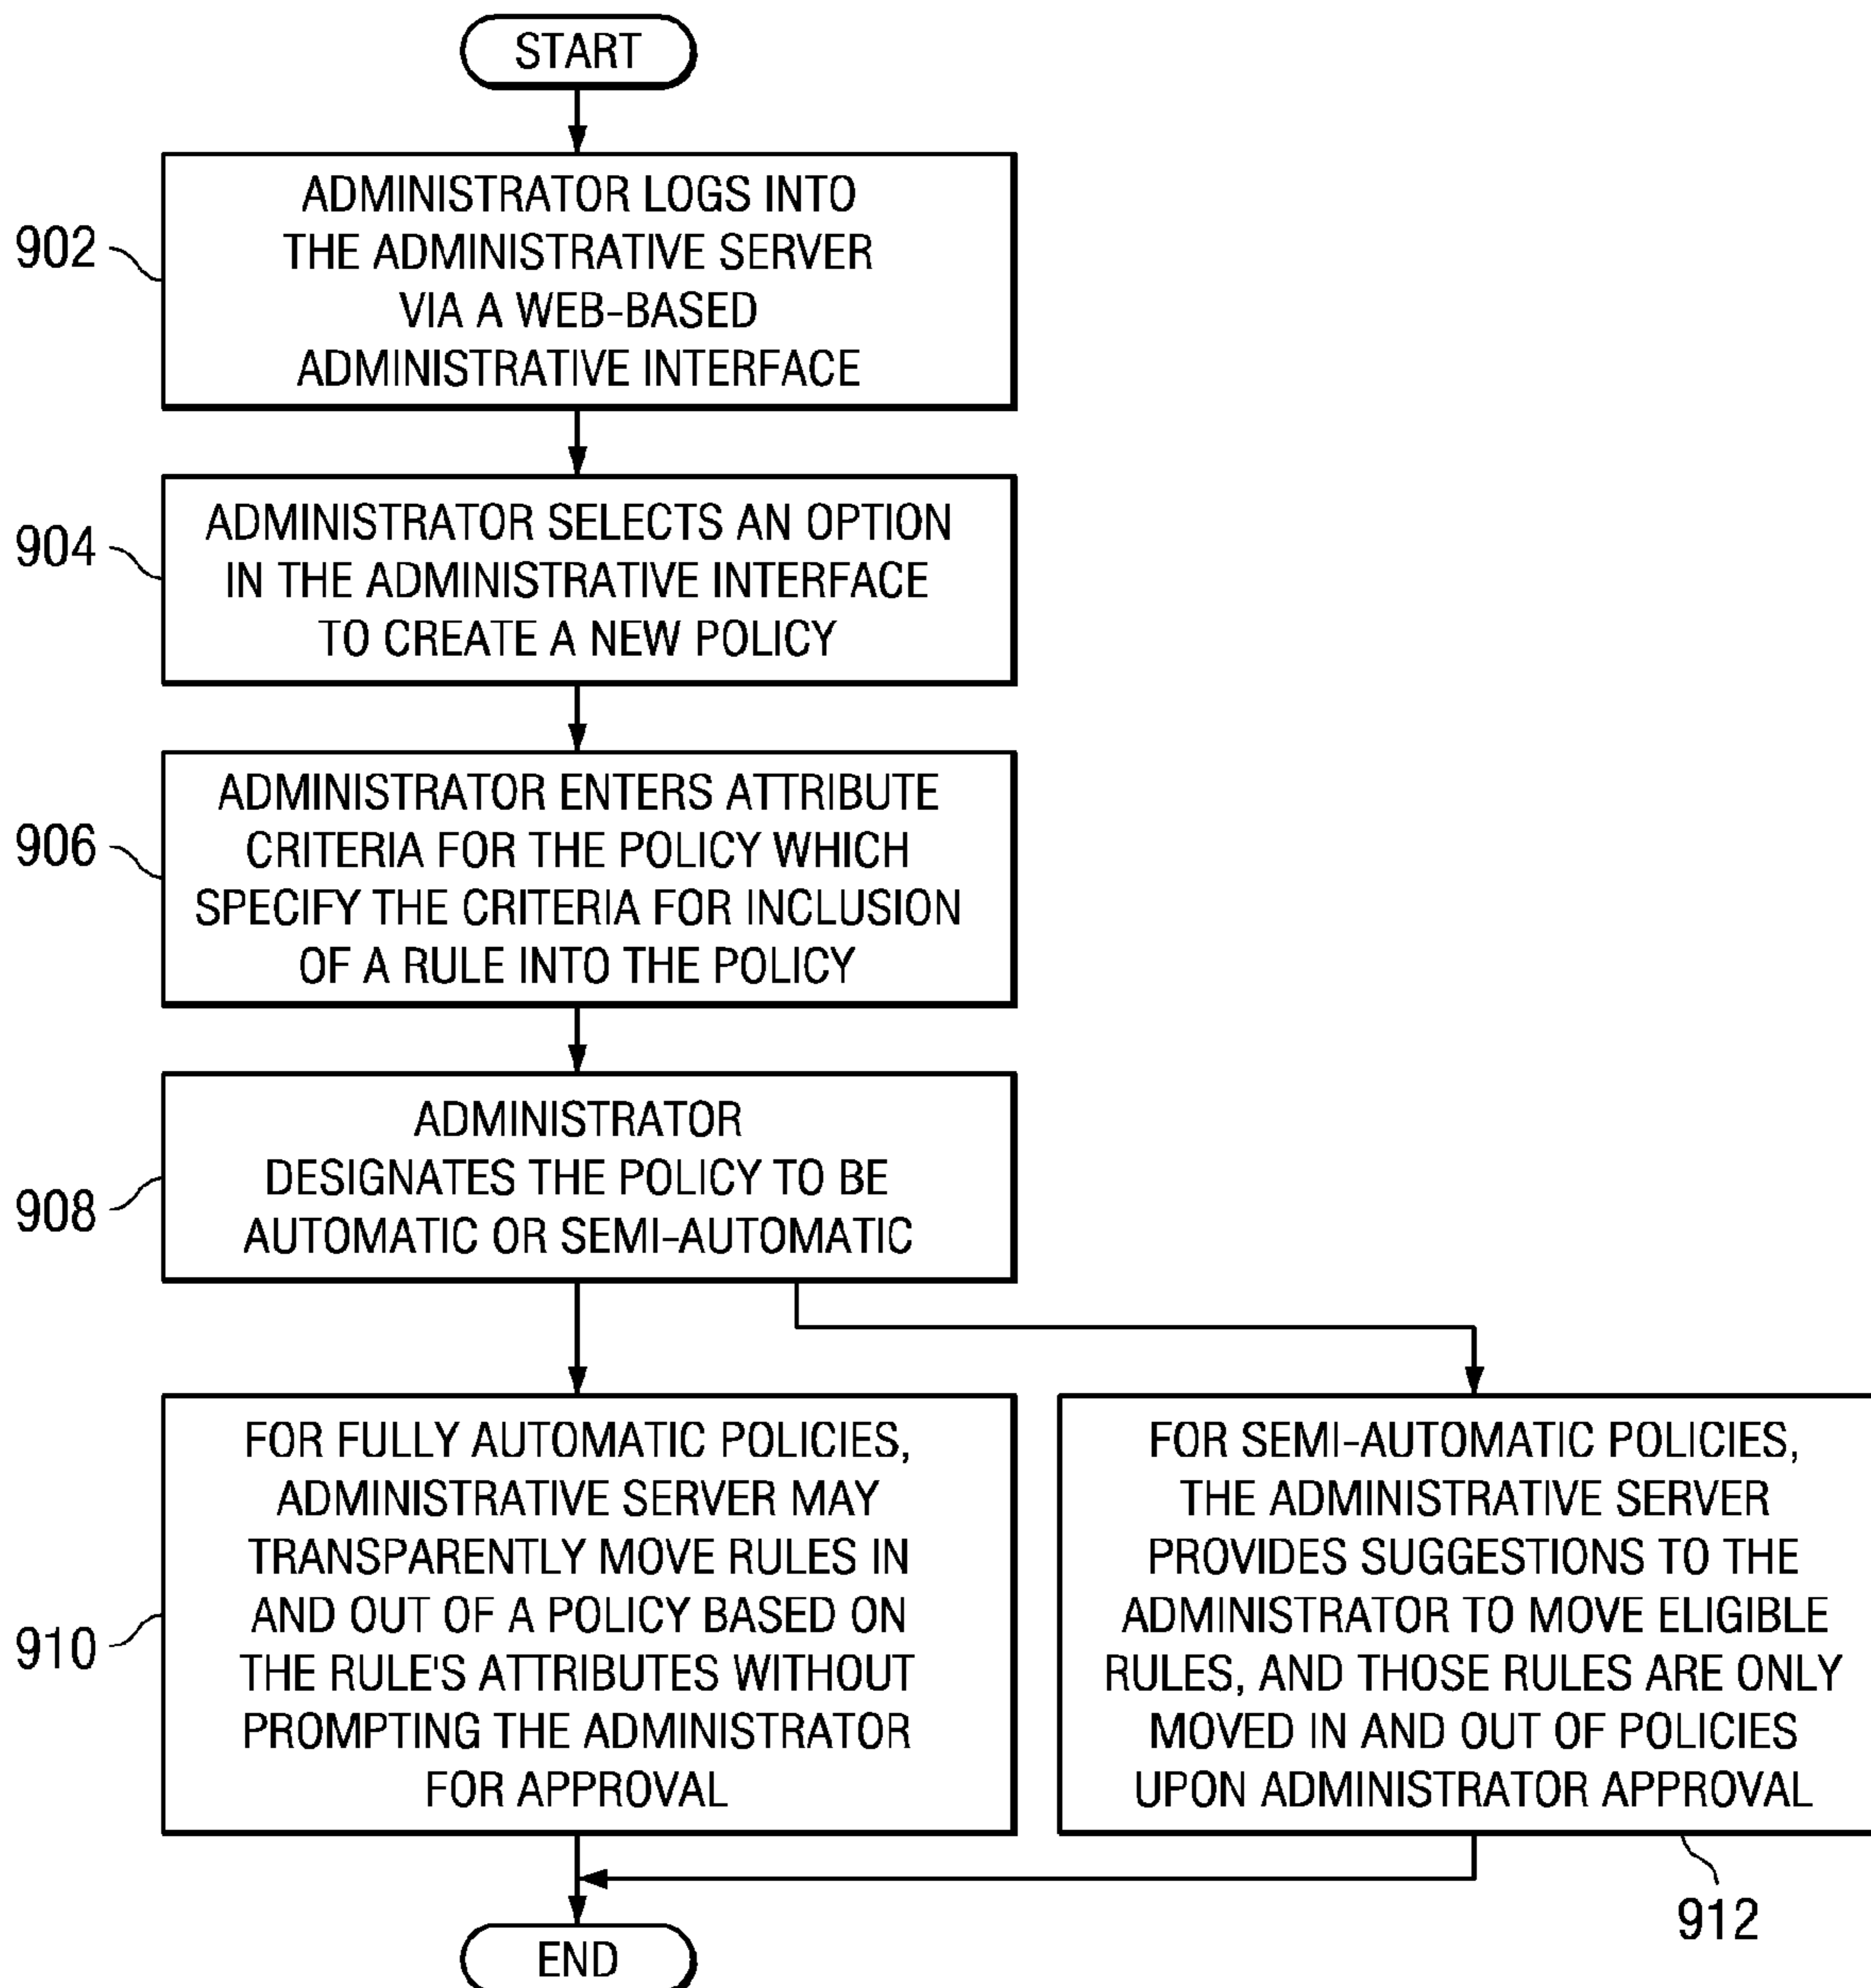 START
902
ADMINISTRATOR LOGS INTO
THE ADMINISTRATIVE SERVER
VIA A WEB-BASED
ADMINISTRATIVE INTERFACE
904
ADMINISTRATOR SELECTS AN OPTION
IN THE ADMINISTRATIVE INTERFACE
TO CREATE A NEW POLICY
906
ADMINISTRATOR ENTERS ATTRIBUTE
CRITERIA FOR THE POLICY WHICH
SPECIFY THE CRITERIA FOR INCLUSION
OF A RULE INTO THE POLICY
908
ADMINISTRATOR
DESIGNATES THE POLICY TO BE
AUTOMATIC OR SEMI-AUTOMATIC
910
FOR FULLY AUTOMATIC POLICIES,
ADMINISTRATIVE SERVER MAY
TRANSPARENTLY MOVE RULES IN
AND OUT OF A POLICY BASED ON
THE RULE'S ATTRIBUTES WITHOUT
PROMPTING THE ADMINISTRATOR
FOR APPROVAL
FOR SEMI-AUTOMATIC POLICIES,
THE ADMINISTRATIVE SERVER
PROVIDES SUGGESTIONS TO THE
ADMINISTRATOR TO MOVE ELIGIBLE
RULES, AND THOSE RULES ARE ONLY
MOVED IN AND OUT OF POLICIES
UPON ADMINISTRATOR APPROVAL
912
END